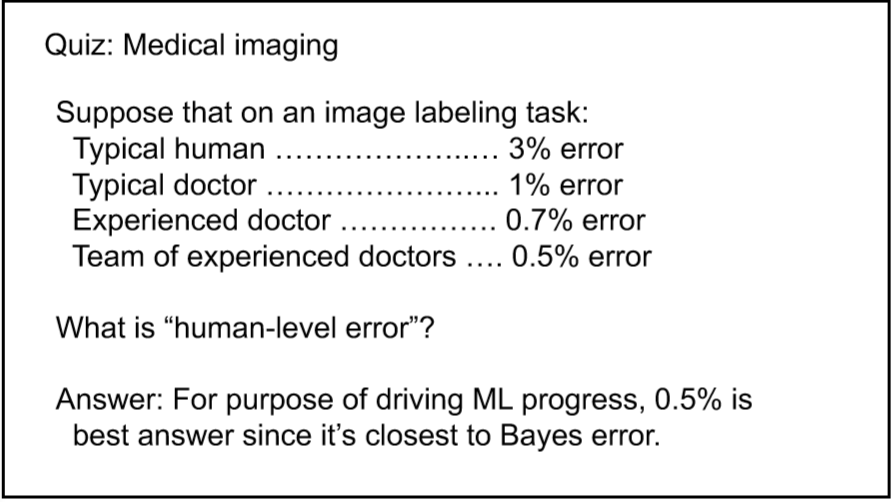 Quiz: Medical imaging
Suppose that on an image labeling task:
Typical human ........................ 3% error
Typical doctor ........................ 1% error
Experienced doctor ................ 0.7% error
Team of experienced doctors .... 0.5% error
What is “human-level error”?
Answer: For purpose of driving ML progress, 0.5% is
best answer since it’s closest to Bayes error.